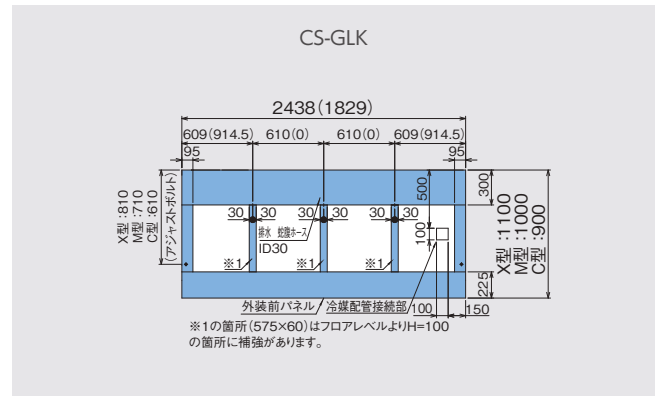 CS-GLK
2438(1829)
609(914.5) 610(0) 610(0) 609(914.5)
95 95
X型:810
M型:710
C型:610
(アジャストボルト)
500
300
30 30 30 30 30 30
排水 蛇腹ホース
ID30
100
※1 ※1 ※1
X型:1100
M型:1000
C型:900
225
外装前パネル 冷媒配管接続部
100 150
※1の箇所(575×60)はフロアレベルよりH=100
の箇所に補強があります。